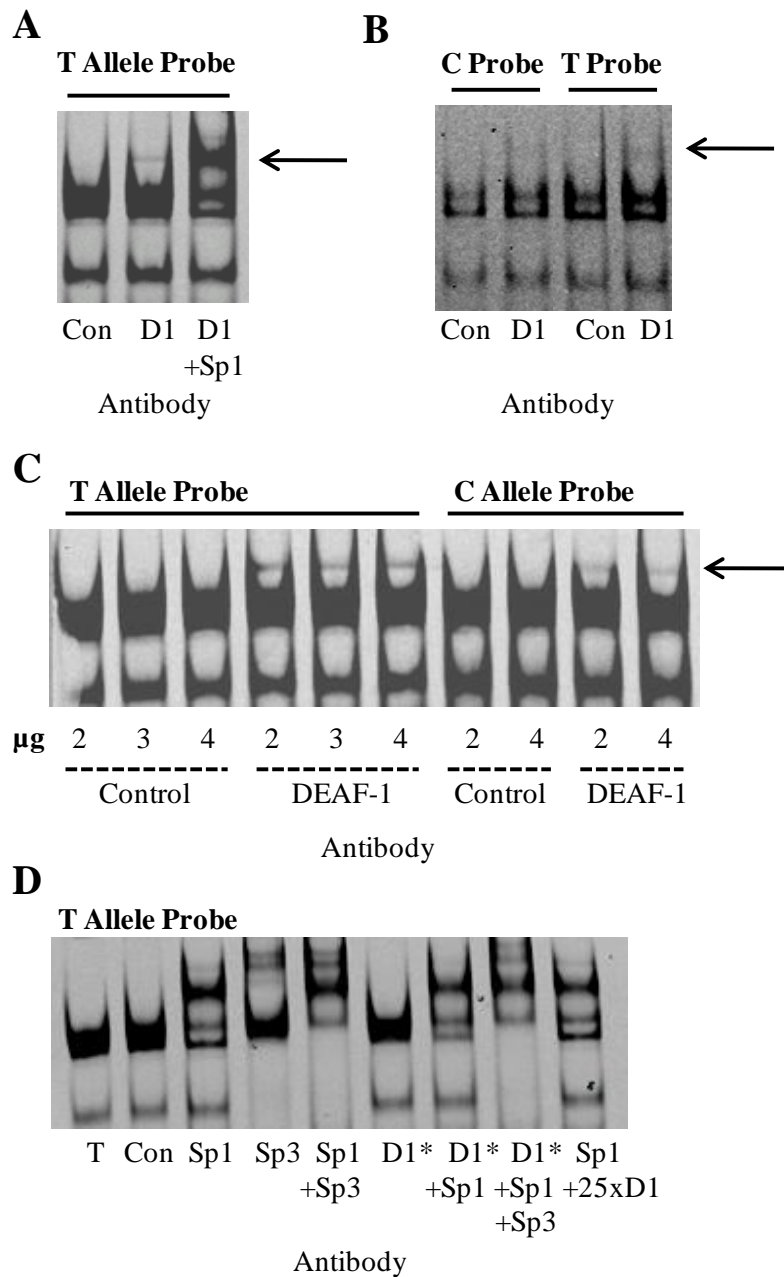 A
T Allele Probe
Con D1 D1
+Sp1
Antibody
B
C Probe T Probe
Con D1 Con D1
Antibody
C
T Allele Probe C Allele Probe
µg 2 3 4 2 3 4 2 4 2 4
Control DEAF-1 Control DEAF-1
Antibody
D
T Allele Probe
T Con Sp1 Sp3 Sp1 D1* D1* D1* Sp1
+Sp3 +Sp1 +Sp1 +25xD1
+Sp3
Antibody